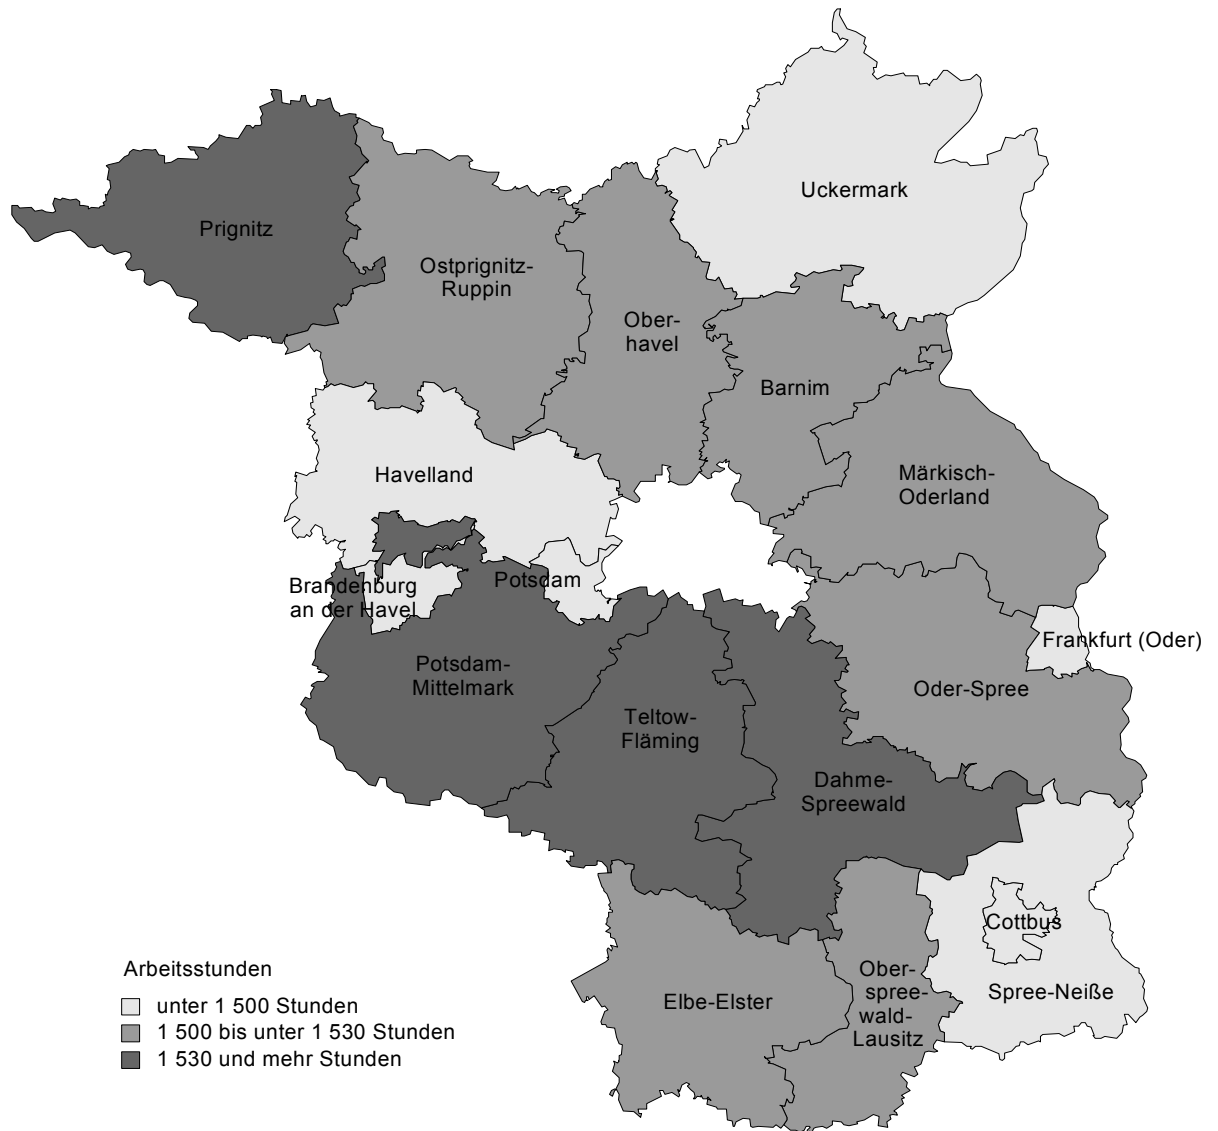 Uckermark
Prignitz
Ostprignitz-
Ruppin
Ober-
havel
Barnim
Havelland
Märkisch-
Oderland
Brandenburg
an der Havel
Potsdam
Frankfurt (Oder)
Potsdam-
Mittelmark
Oder-Spree
Teltow-
Fläming
Dahme-
Spreewald
Cottbus
Spree-Neiße
Elbe-Elster
Ober-
spree-
wald-
Lausitz
Arbeitsstunden
unter 1 500 Stunden
1 500 bis unter 1 530 Stunden
1 530 und mehr Stunden